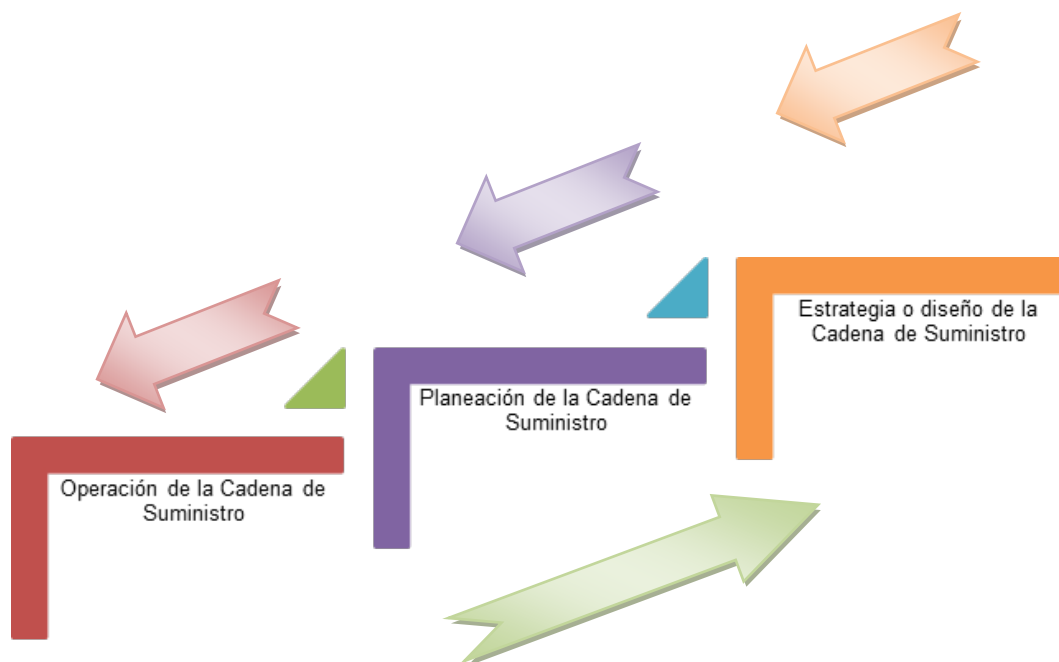 Estrategia o diseño de la
Cadena de Suministro
Planeación de la Cadena de
Suministro
Operación de la Cadena de
Suministro